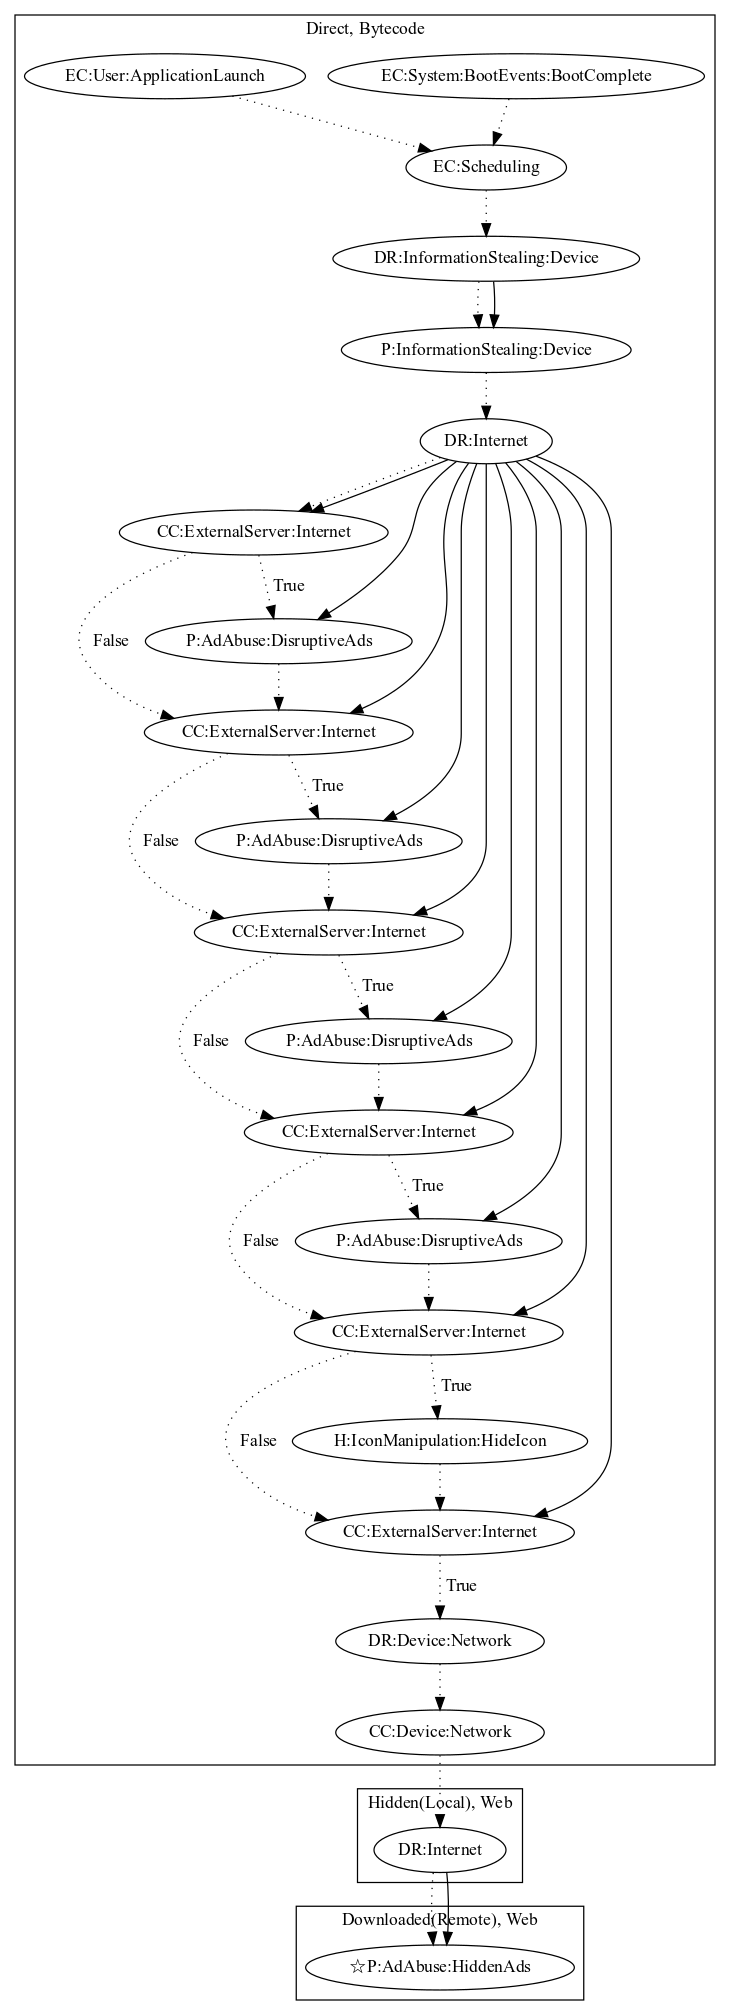 Direct, Bytecode
EC:User:ApplicationLaunch
EC:System:BootEvents:BootComplete
EC:Scheduling
DR:InformationStealing:Device
P:InformationStealing:Device
DR:Internet
CC:ExternalServer:Internet
True
False
P:AdAbuse:DisruptiveAds
CC:ExternalServer:Internet
True
False
P:AdAbuse:DisruptiveAds
CC:ExternalServer:Internet
True
False
P:AdAbuse:DisruptiveAds
CC:ExternalServer:Internet
True
False
P:AdAbuse:DisruptiveAds
CC:ExternalServer:Internet
True
False
H:IconManipulation:HideIcon
CC:ExternalServer:Internet
True
DR:Device:Network
CC:Device:Network
Hidden(Local), Web
DR:Internet
Downloaded(Remote), Web
☆P:AdAbuse:HiddenAds